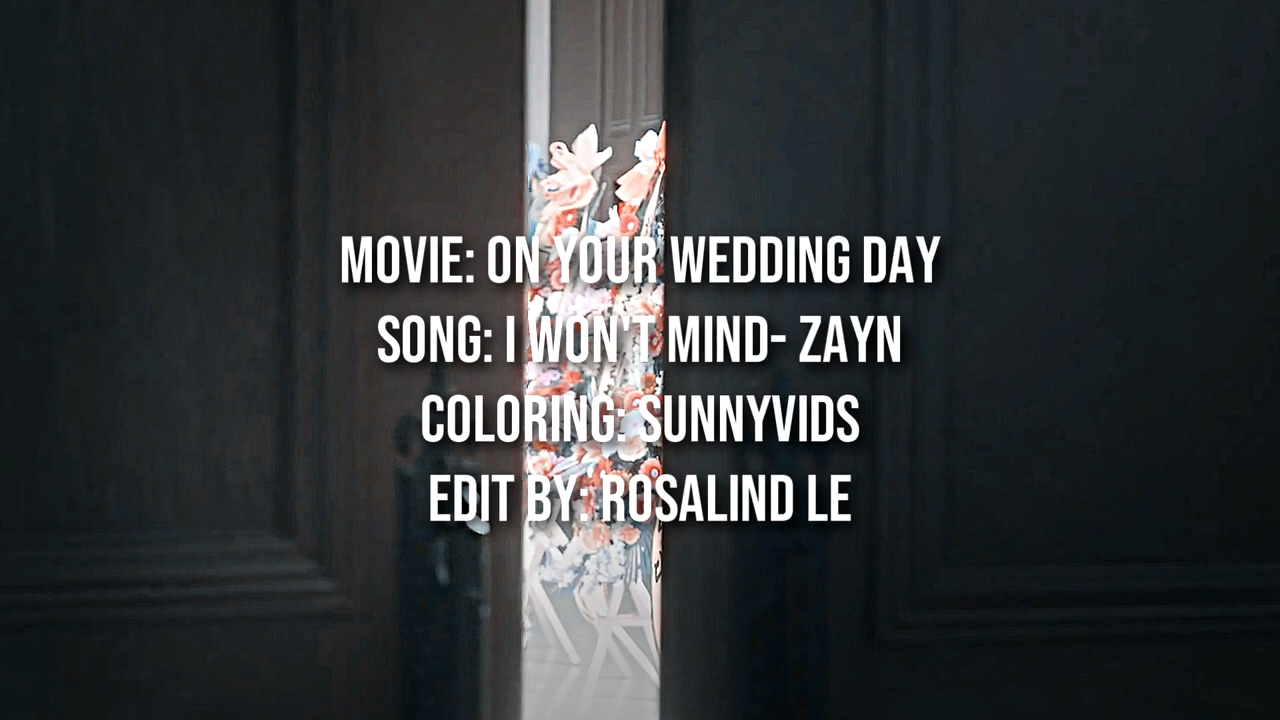 MOVIE: ON YOUR WEDDING DAY
SONG: I WON'T MIND- ZAYN
COLORING: SUNNYVIDS
EDIT BY: ROSALIND LE